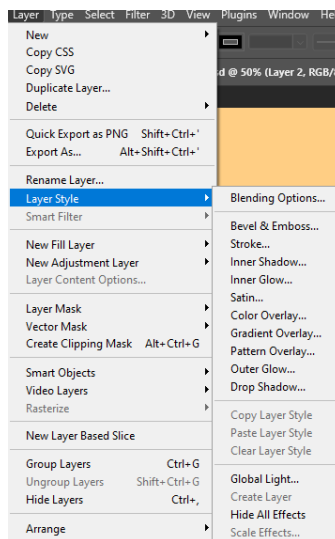 Layer Type Select Filter 3D View Plugins Window He
d @ 50% (Layer 2, RGB/
New
Copy CSS
Copy SVG
Duplicate Layer...
Delete
Quick Export as PNG Shift+Ctrl+'
Export As... Alt+Shift+Ctrl+'
Rename Layer...
Layer Style
Smart Filter
New Fill Layer
New Adjustment Layer
Layer Content Options...
Layer Mask
Vector Mask
Create Clipping Mask Alt+Ctrl+G
Smart Objects
Video Layers
Rasterize
New Layer Based Slice
Group Layers Ctrl+G
Ungroup Layers Shift+Ctrl+G
Hide Layers Ctrl+,
Arrange
Blending Options...
Bevel & Emboss...
Stroke...
Inner Shadow...
Inner Glow...
Satin...
Color Overlay...
Gradient Overlay...
Pattern Overlay...
Outer Glow...
Drop Shadow...
Copy Layer Style
Paste Layer Style
Clear Layer Style
Global Light...
Create Layer
Hide All Effects
Scale Effects...